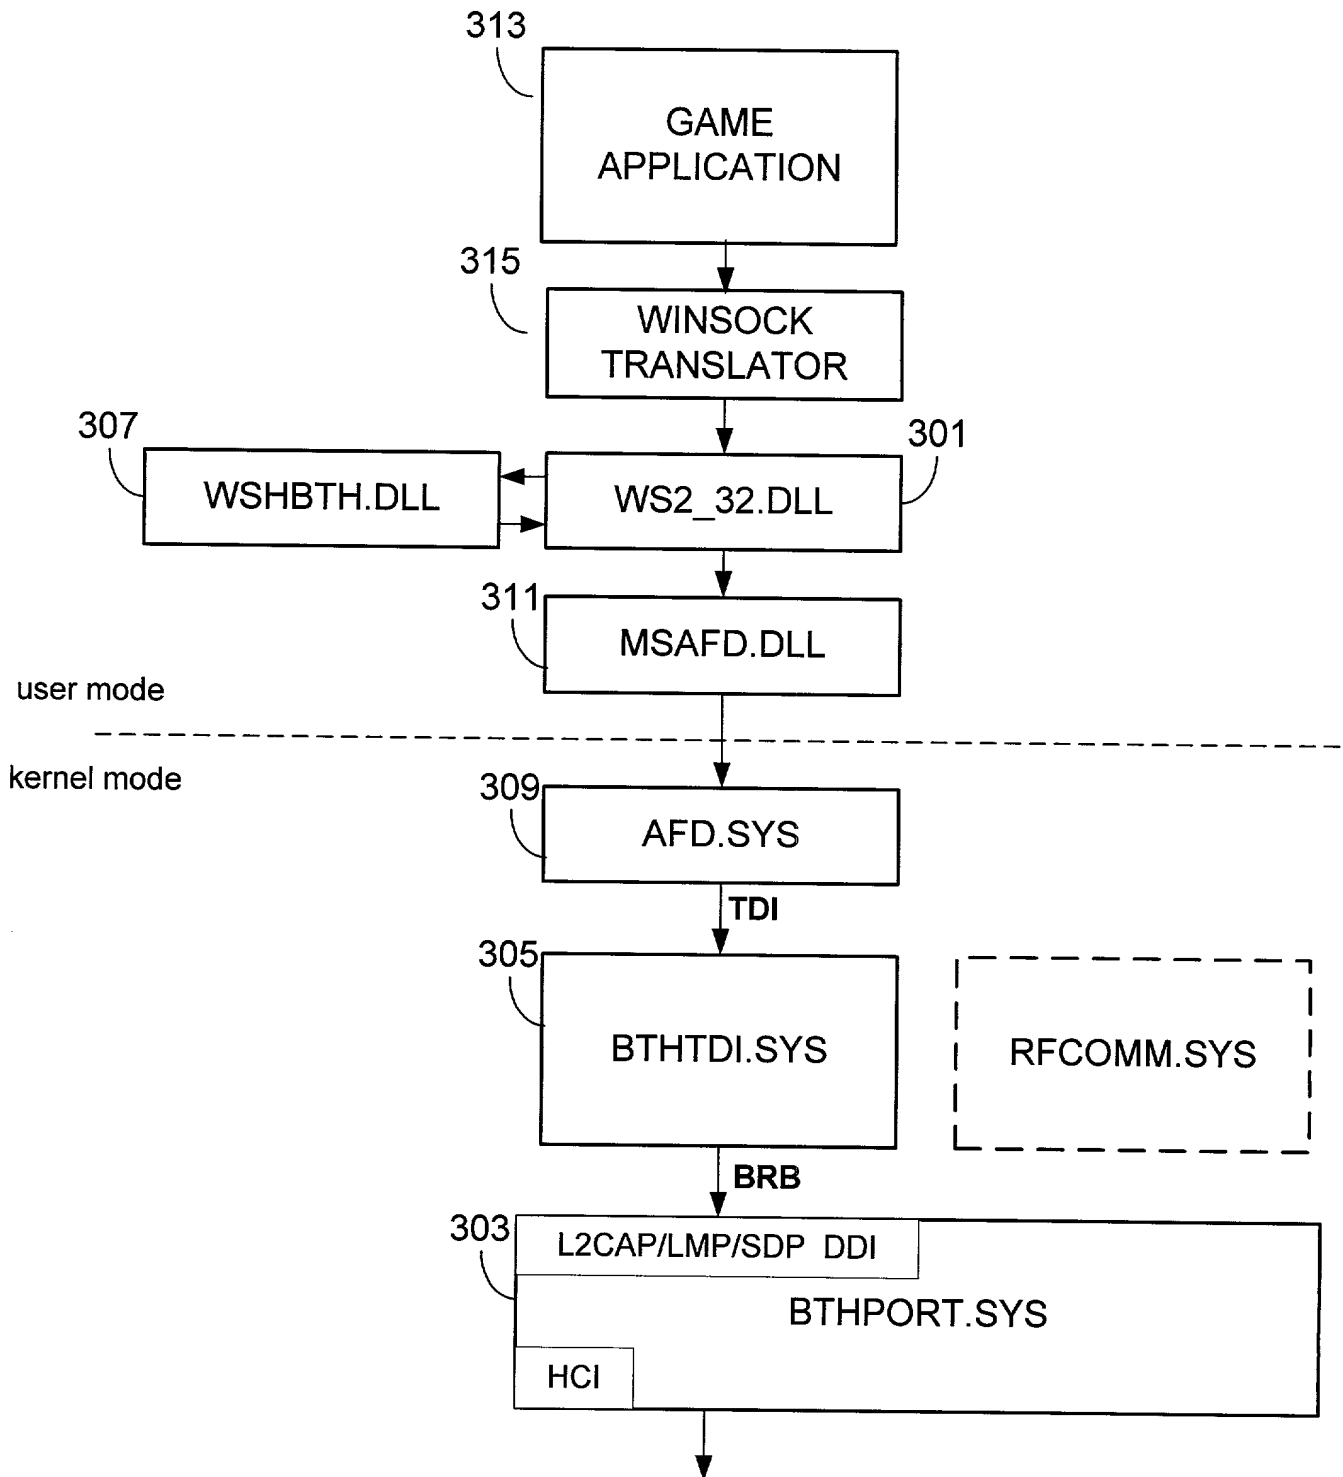 313
GAME
APPLICATION
315
WINSOCK
TRANSLATOR
307
301
WSHBTH.DLL
WS2_32.DLL
311
MSAFD.DLL
user mode
kernel mode
309
AFD.SYS
TDI
305
BTHTDI.SYS
RFCOMM.SYS
BRB
303
L2CAP/LMP/SDP DDI
BTHPORT.SYS
HCI